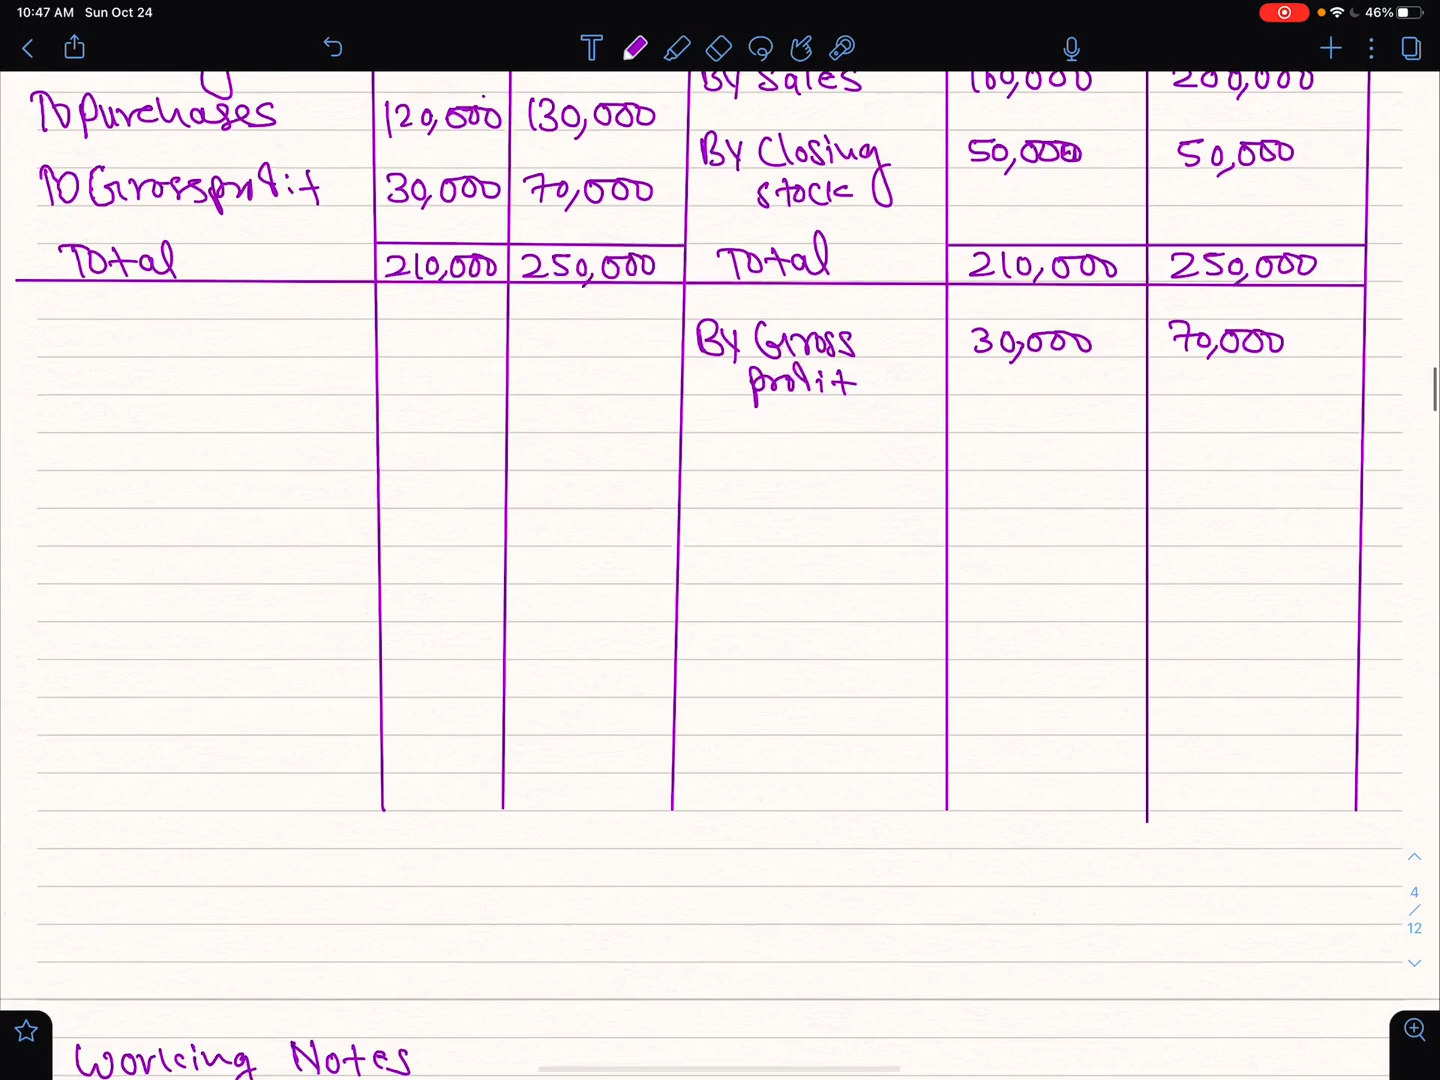 10:47 AM Sun Oct 24
46%
By Sales 160,000 200,000
To Purchases 120,000 130,000
By Closing stock 50,000 50,000
To Gross profit 30,000 70,000
Total 210,000 250,000 Total 210,000 250,000
By Gross profit 30,000 70,000
4
/
12
Working Notes